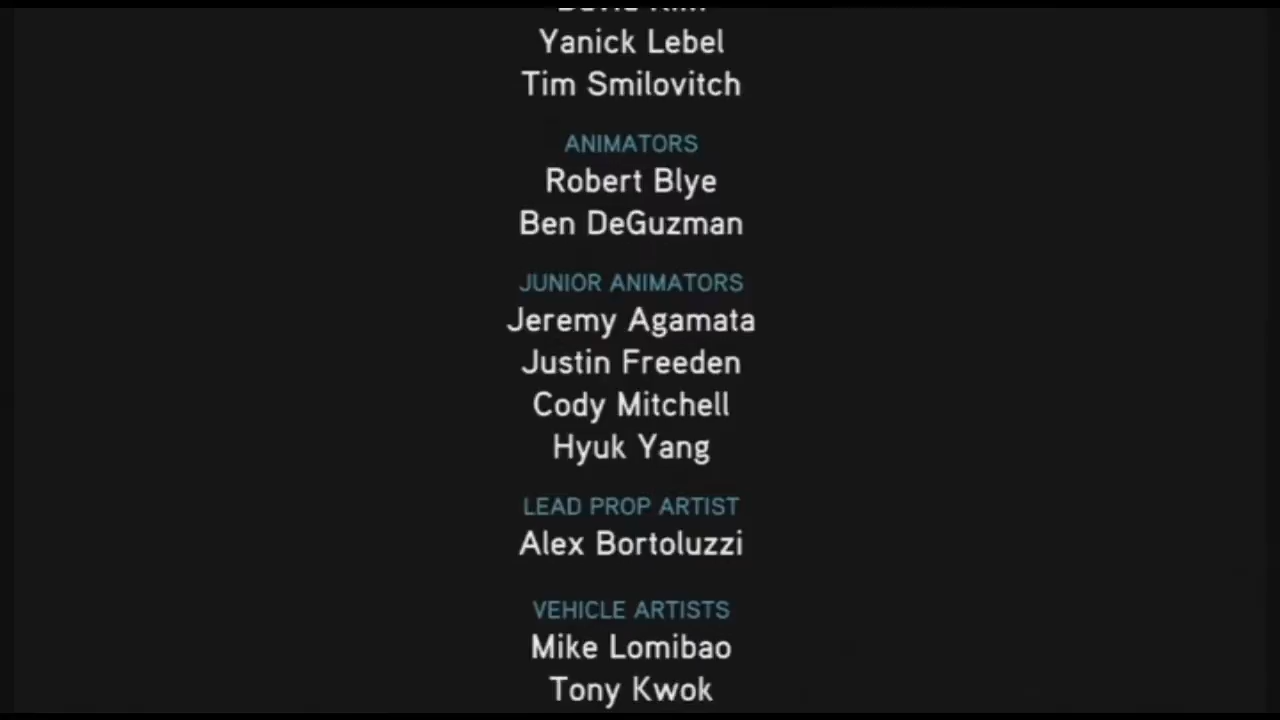 Yanick Lebel
Tim Smilovitch
ANIMATORS
Robert Blye
Ben DeGuzman
JUNIOR ANIMATORS
Jeremy Agamata
Justin Freeden
Cody Mitchell
Hyuk Yang
LEAD PROP ARTIST
Alex Bortoluzzi
VEHICLE ARTISTS
Mike Lomibao
Tony Kwok